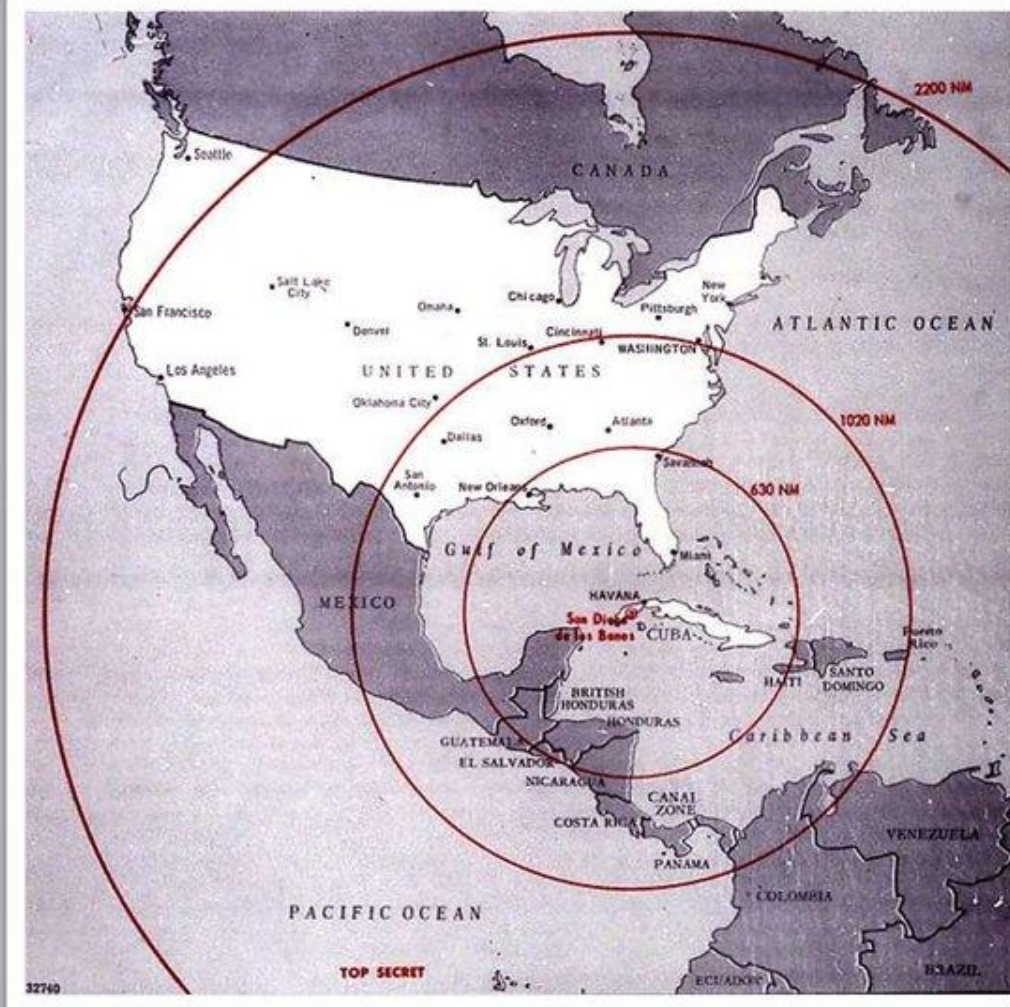 2200 NM
Seattle
CANADA
Salt Lake
City
New
York
Chicago
Omaha
Pittsburgh
San Francisco
Denver
Cincinnati
ATLANTIC OCEAN
St. Louis
WASHINGTON
Los Angeles
UNITED STATES
Oklahoma City
1020 NM
Oxford
Atlanta
Dallas
Savannah
San
Antonio
New Orleans
630 NM
Gulf of Mexico
Miami
HAVANA
MEXICO
San Diego
de los Banos
CUBA
Puerto
Rico
HAITI
SANTO
DOMINGO
BRITISH
HONDURAS
HONDURAS
Caribbean Sea
GUATEMALA
EL SALVADOR
NICARAGUA
CANAL
ZONE
COSTA RICA
VENEZUELA
PANAMA
COLOMBIA
PACIFIC OCEAN
TOP SECRET
BRAZIL
ECUADOR
32740